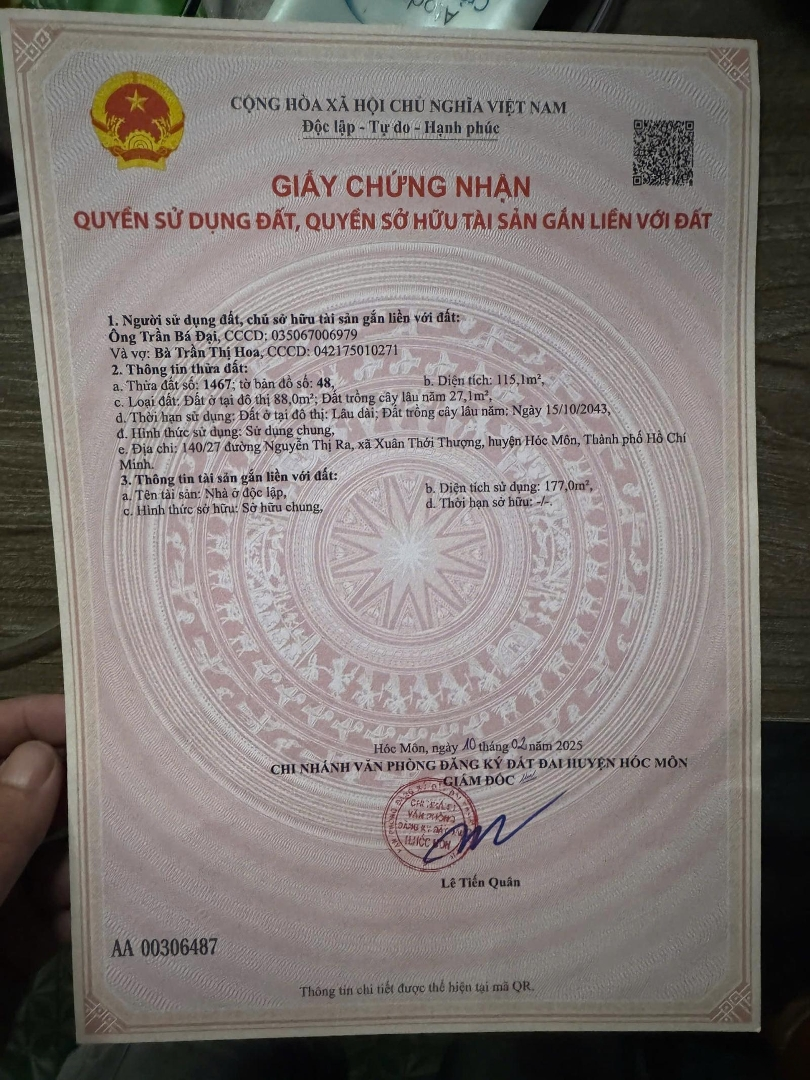 CỘNG HÒA XÃ HỘI CHỦ NGHĨA VIỆT NAM
Độc lập - Tự do - Hạnh phúc
GIẤY CHỨNG NHẬN
QUYỀN SỬ DỤNG ĐẤT, QUYỀN SỞ HỮU TÀI SẢN GẮN LIỀN VỚI ĐẤT
1. Người sử dụng đất, chủ sở hữu tài sản gắn liền với đất:
Ông Trần Bá Đại, CCCD: 035067006979
Và vợ: Bà Trần Thị Hoa, CCCD: 042175010271
2. Thông tin thửa đất:
a. Thửa đất số: 1467; tờ bản đồ số: 48, b. Diện tích: 115,1m²,
c. Loại đất: Đất ở tại đô thị 88,0m²; Đất trồng cây lâu năm 27,1m²,
d. Thời hạn sử dụng: Đất ở tại đô thị: Lâu dài; Đất trồng cây lâu năm: Ngày 15/10/2043,
đ. Hình thức sử dụng: Sử dụng chung,
e. Địa chỉ: 140/27 đường Nguyễn Thị Ra, xã Xuân Thới Thượng, huyện Hóc Môn, Thành phố Hồ Chí
Minh.
3. Thông tin tài sản gắn liền với đất:
a. Tên tài sản: Nhà ở độc lập, b. Diện tích sử dụng: 177,0m²,
c. Hình thức sở hữu: Sở hữu chung, d. Thời hạn sở hữu: -/-.
Hóc Môn, ngày 10 tháng 02 năm 2025
CHI NHÁNH VĂN PHÒNG ĐĂNG KÝ ĐẤT ĐAI HUYỆN HÓC MÔN
GIÁM ĐỐC
CHI NHÁNH
VĂN PHÒNG
ĐĂNG KÝ ĐẤT ĐAI
H.HÓC MÔN
Lê Tiến Quân
AA 00306487
Thông tin chi tiết được thể hiện tại mã QR.